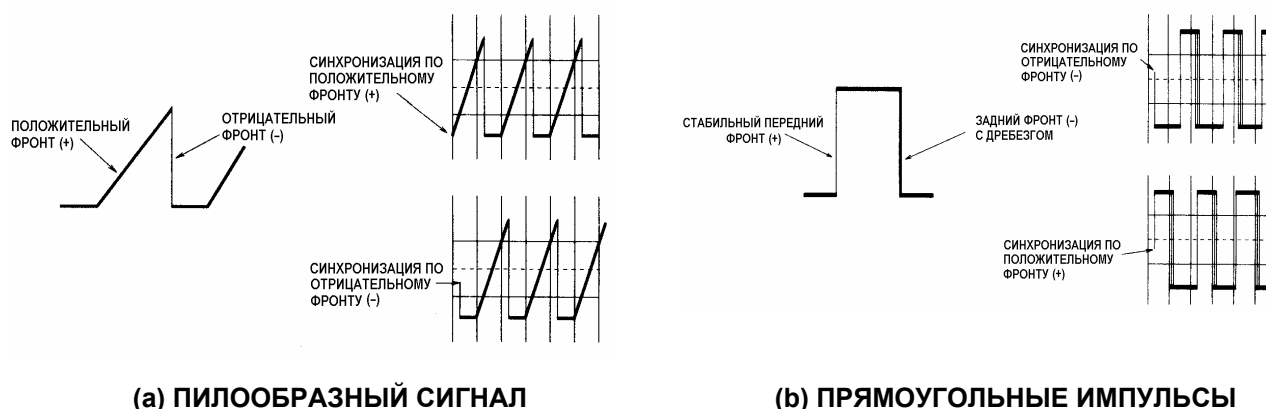 СИНХРОНИЗАЦИЯ ПО
ПОЛОЖИТЕЛЬНОМУ
ФРОНТУ (+)
ПОЛОЖИТЕЛЬНЫЙ
ФРОНТ (+)
ОТРИЦАТЕЛЬНЫЙ
ФРОНТ (–)
СИНХРОНИЗАЦИЯ ПО
ОТРИЦАТЕЛЬНОМУ
ФРОНТУ (–)
(a) ПИЛООБРАЗНЫЙ СИГНАЛ
СИНХРОНИЗАЦИЯ ПО
ОТРИЦАТЕЛЬНОМУ
ФРОНТУ (–)
СТАБИЛЬНЫЙ ПЕРЕДНИЙ
ФРОНТ (+)
ЗАДНИЙ ФРОНТ (–)
С ДРЕБЕЗГОМ
СИНХРОНИЗАЦИЯ ПО
ПОЛОЖИТЕЛЬНОМУ
ФРОНТУ (+)
(b) ПРЯМОУГОЛЬНЫЕ ИМПУЛЬСЫ